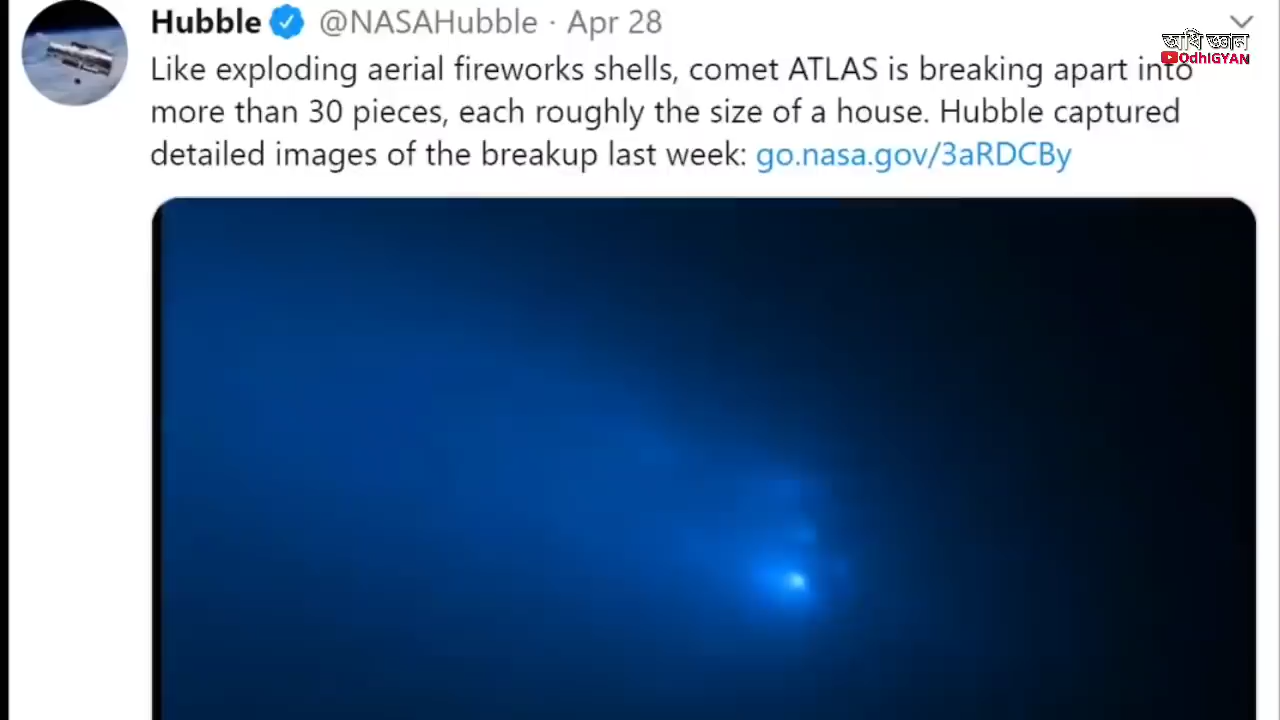 Hubble @NASAHubble · Apr 28
অধি জ্ঞান
OdhiGYAN
Like exploding aerial fireworks shells, comet ATLAS is breaking apart into
more than 30 pieces, each roughly the size of a house. Hubble captured
detailed images of the breakup last week: go.nasa.gov/3aRDCBy